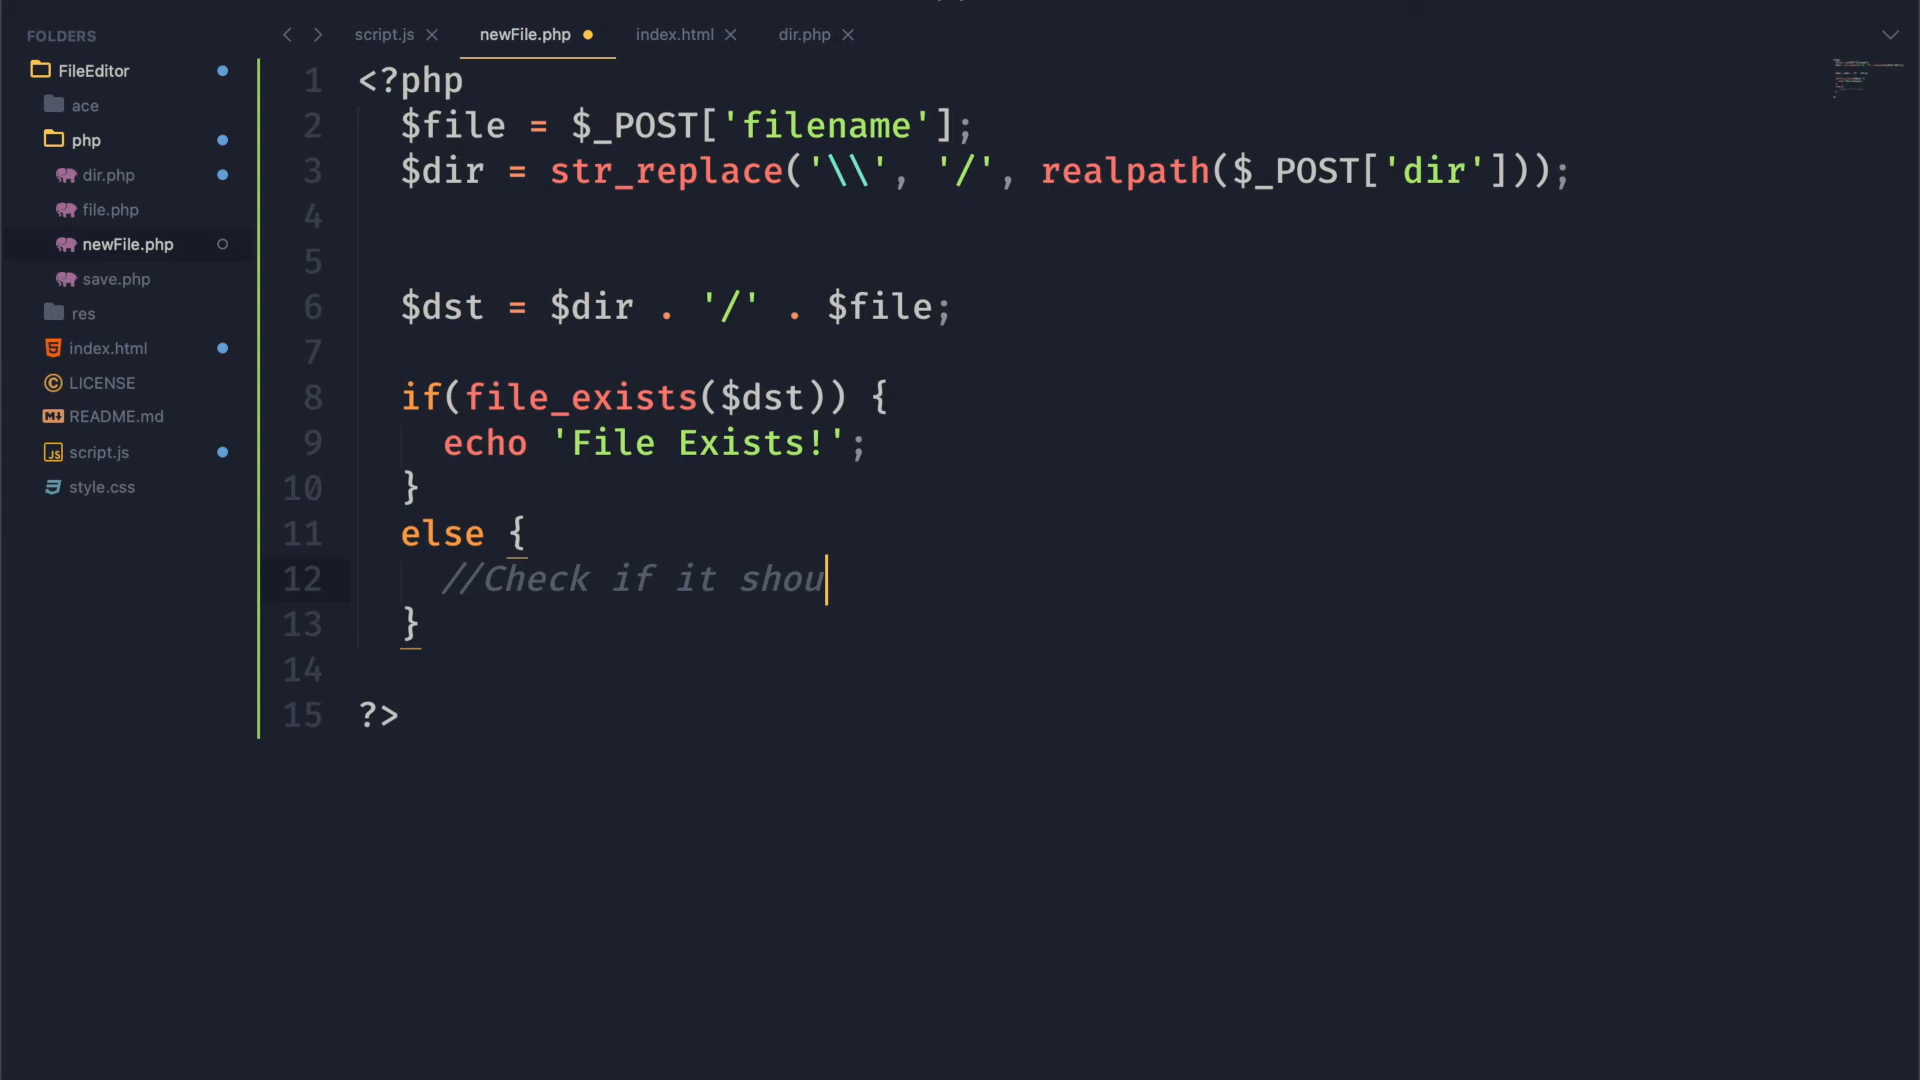 FOLDERS
FileEditor
ace
php
dir.php
file.php
newFile.php
save.php
res
index.html
LICENSE
README.md
script.js
style.css
script.js
newFile.php
index.html
dir.php
1 <?php
2 $file = $_POST['filename'];
3 $dir = str_replace('\\', '/', realpath($_POST['dir']));
4
5
6 $dst = $dir . '/' . $file;
7
8 if(file_exists($dst)) {
9 echo 'File Exists!';
10 }
11 else {
12 //Check if it shou
13 }
14
15 ?>